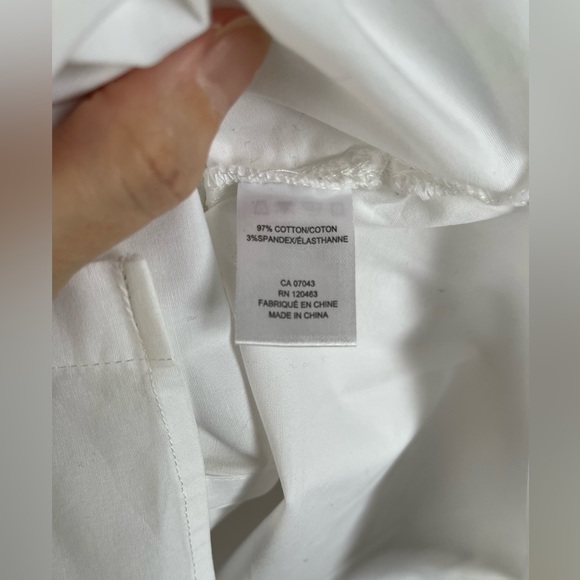 97% COTTON/COTON
3%SPANDEX/ÉLASTHANNE
CA 07043
RN 120463
FABRIQUÉ EN CHINE
MADE IN CHINA